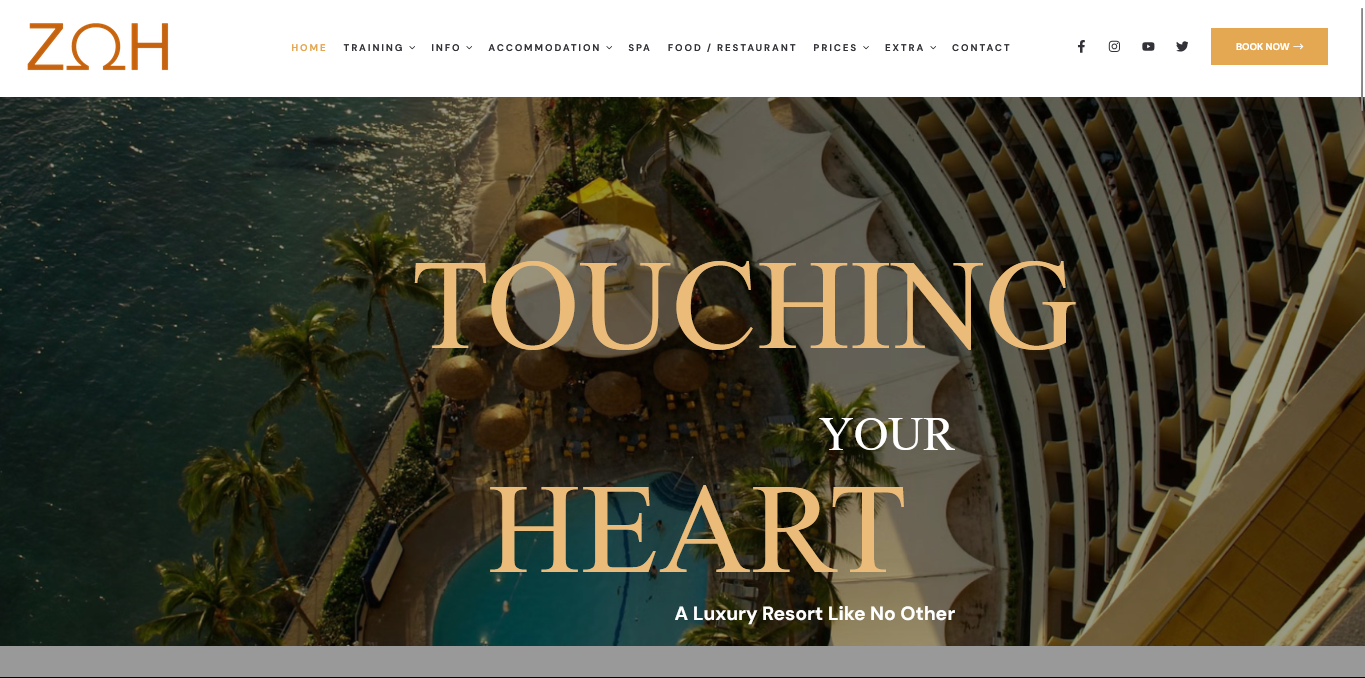 ZΩH
HOME TRAINING INFO ACCOMMODATION SPA FOOD / RESTAURANT PRICES EXTRA CONTACT BOOK NOW →
TOUCHING
YOUR
HEART
A Luxury Resort Like No Other